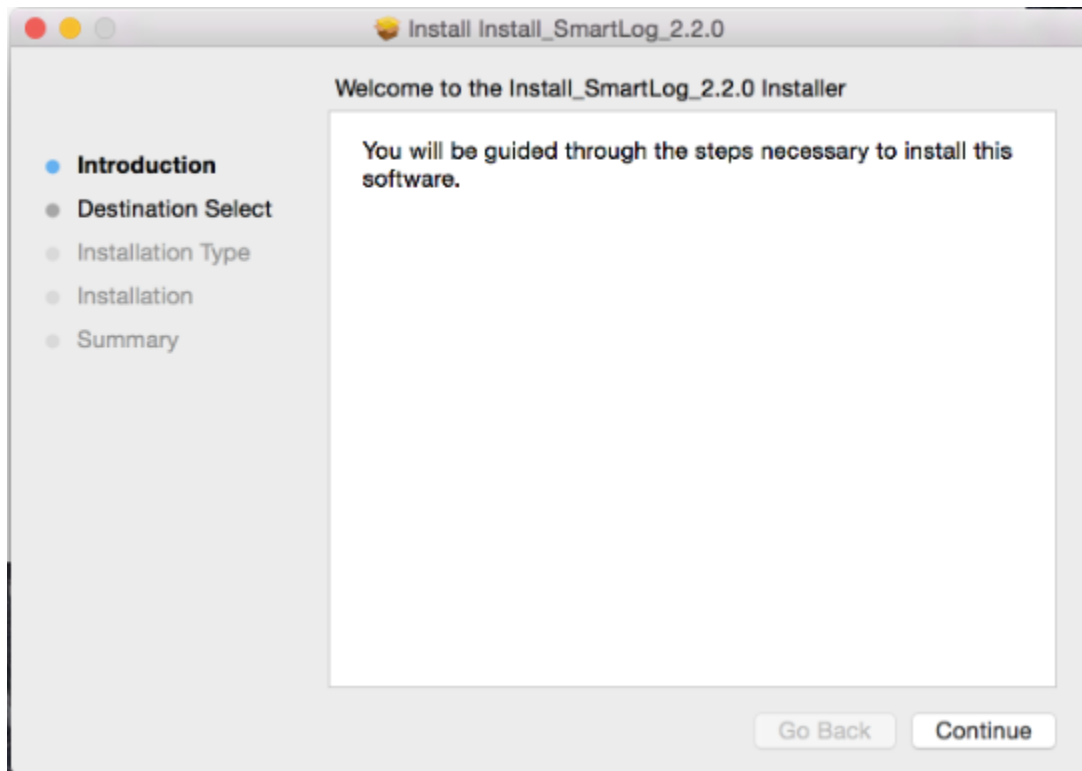 Install Install_SmartLog_2.2.0
Welcome to the Install_SmartLog_2.2.0 Installer
Introduction
Destination Select
Installation Type
Installation
Summary
You will be guided through the steps necessary to install this
software.
Go Back
Continue